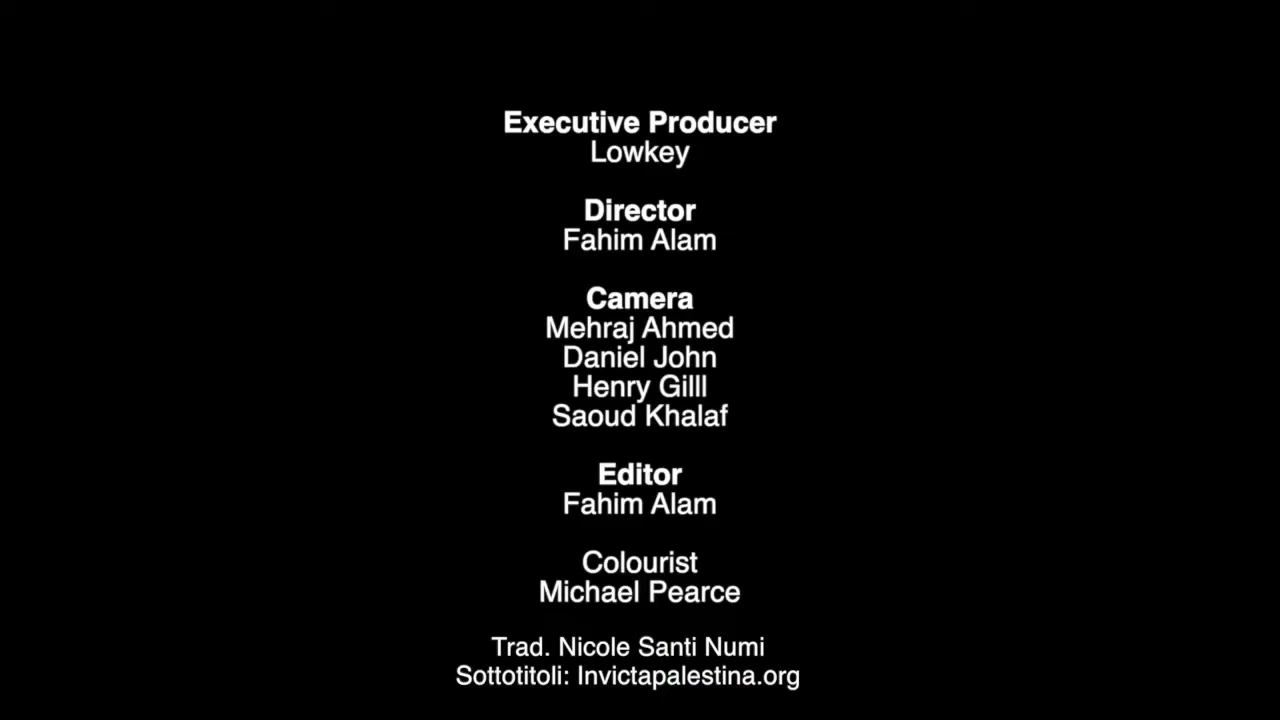 Executive Producer
Lowkey
Director
Fahim Alam
Camera
Mehraj Ahmed
Daniel John
Henry Gilll
Saoud Khalaf
Editor
Fahim Alam
Colourist
Michael Pearce
Trad. Nicole Santi Numi
Sottotitoli: Invictapalestina.org